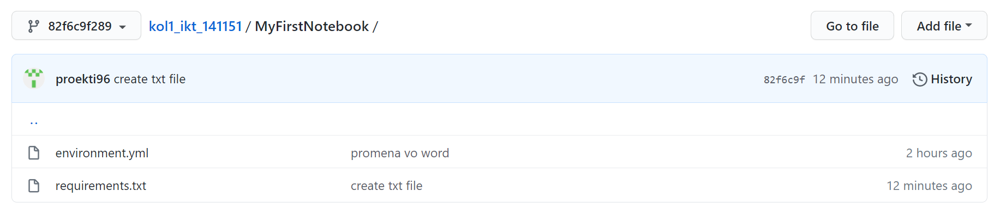 82f6c9f289 kol1_ikt_141151 / MyFirstNotebook / Go to file Add file
proekti96 create txt file 82f6c9f 12 minutes ago History
..
environment.yml promena vo word 2 hours ago
requirements.txt create txt file 12 minutes ago